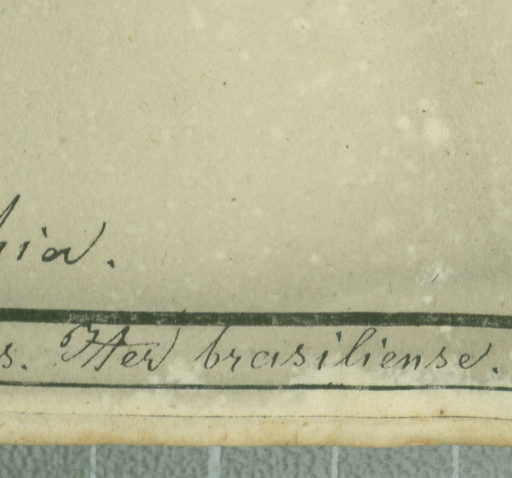 hia.
s. Iter brasiliense.